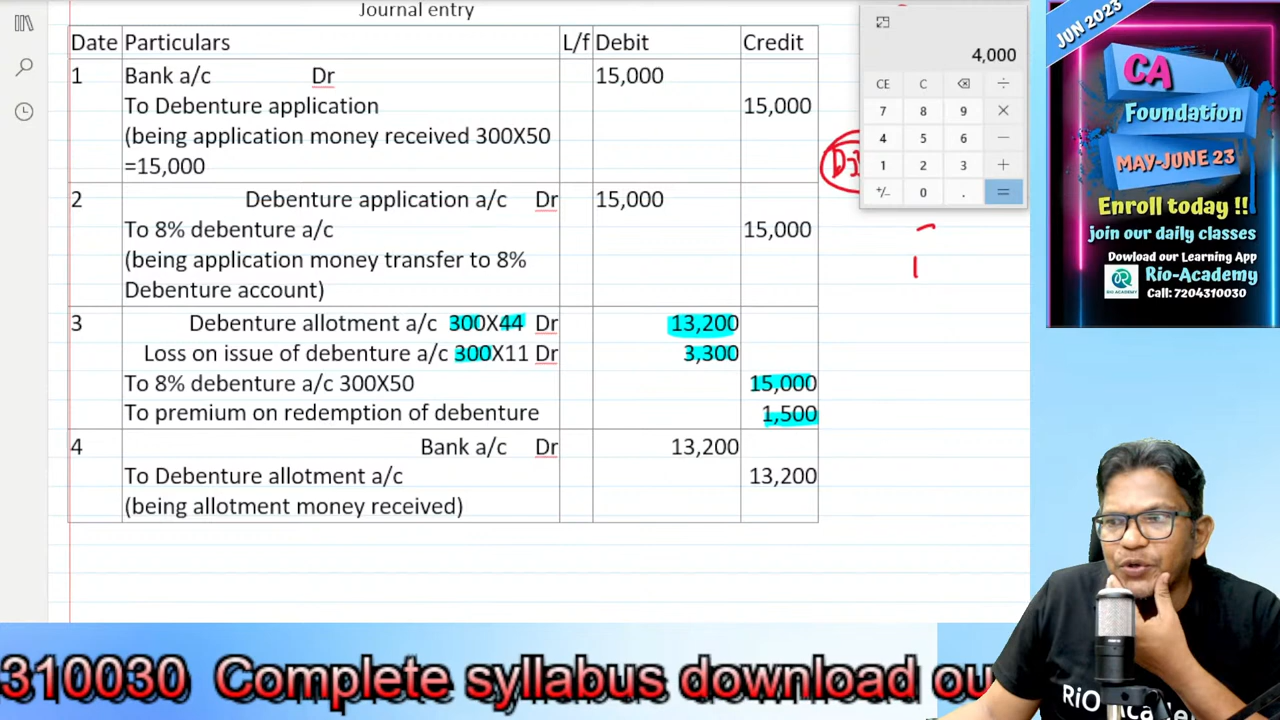 Journal entry
Date Particulars L/f Debit Credit
1 Bank a/c Dr 15,000
To Debenture application 15,000
(being application money received 300X50
=15,000
2 Debenture application a/c Dr 15,000
To 8% debenture a/c 15,000
(being application money transfer to 8%
Debenture account)
3 Debenture allotment a/c 300X44 Dr 13,200
Loss on issue of debenture a/c 300X11 Dr 3,300
To 8% debenture a/c 300X50 15,000
To premium on redemption of debenture 1,500
4 Bank a/c Dr 13,200
To Debenture allotment a/c 13,200
(being allotment money received)
4,000
CE C ⌫ ÷
7 8 9 ×
4 5 6 −
1 2 3 +
+/− 0 . =
JUN 2023
CA
Foundation
MAY-JUNE 23
Enroll today !!
join our daily classes
Dowload our Learning App
RIO ACADEMY
Rio-Academy
Call: 7204310030
310030 Complete syllabus download ou